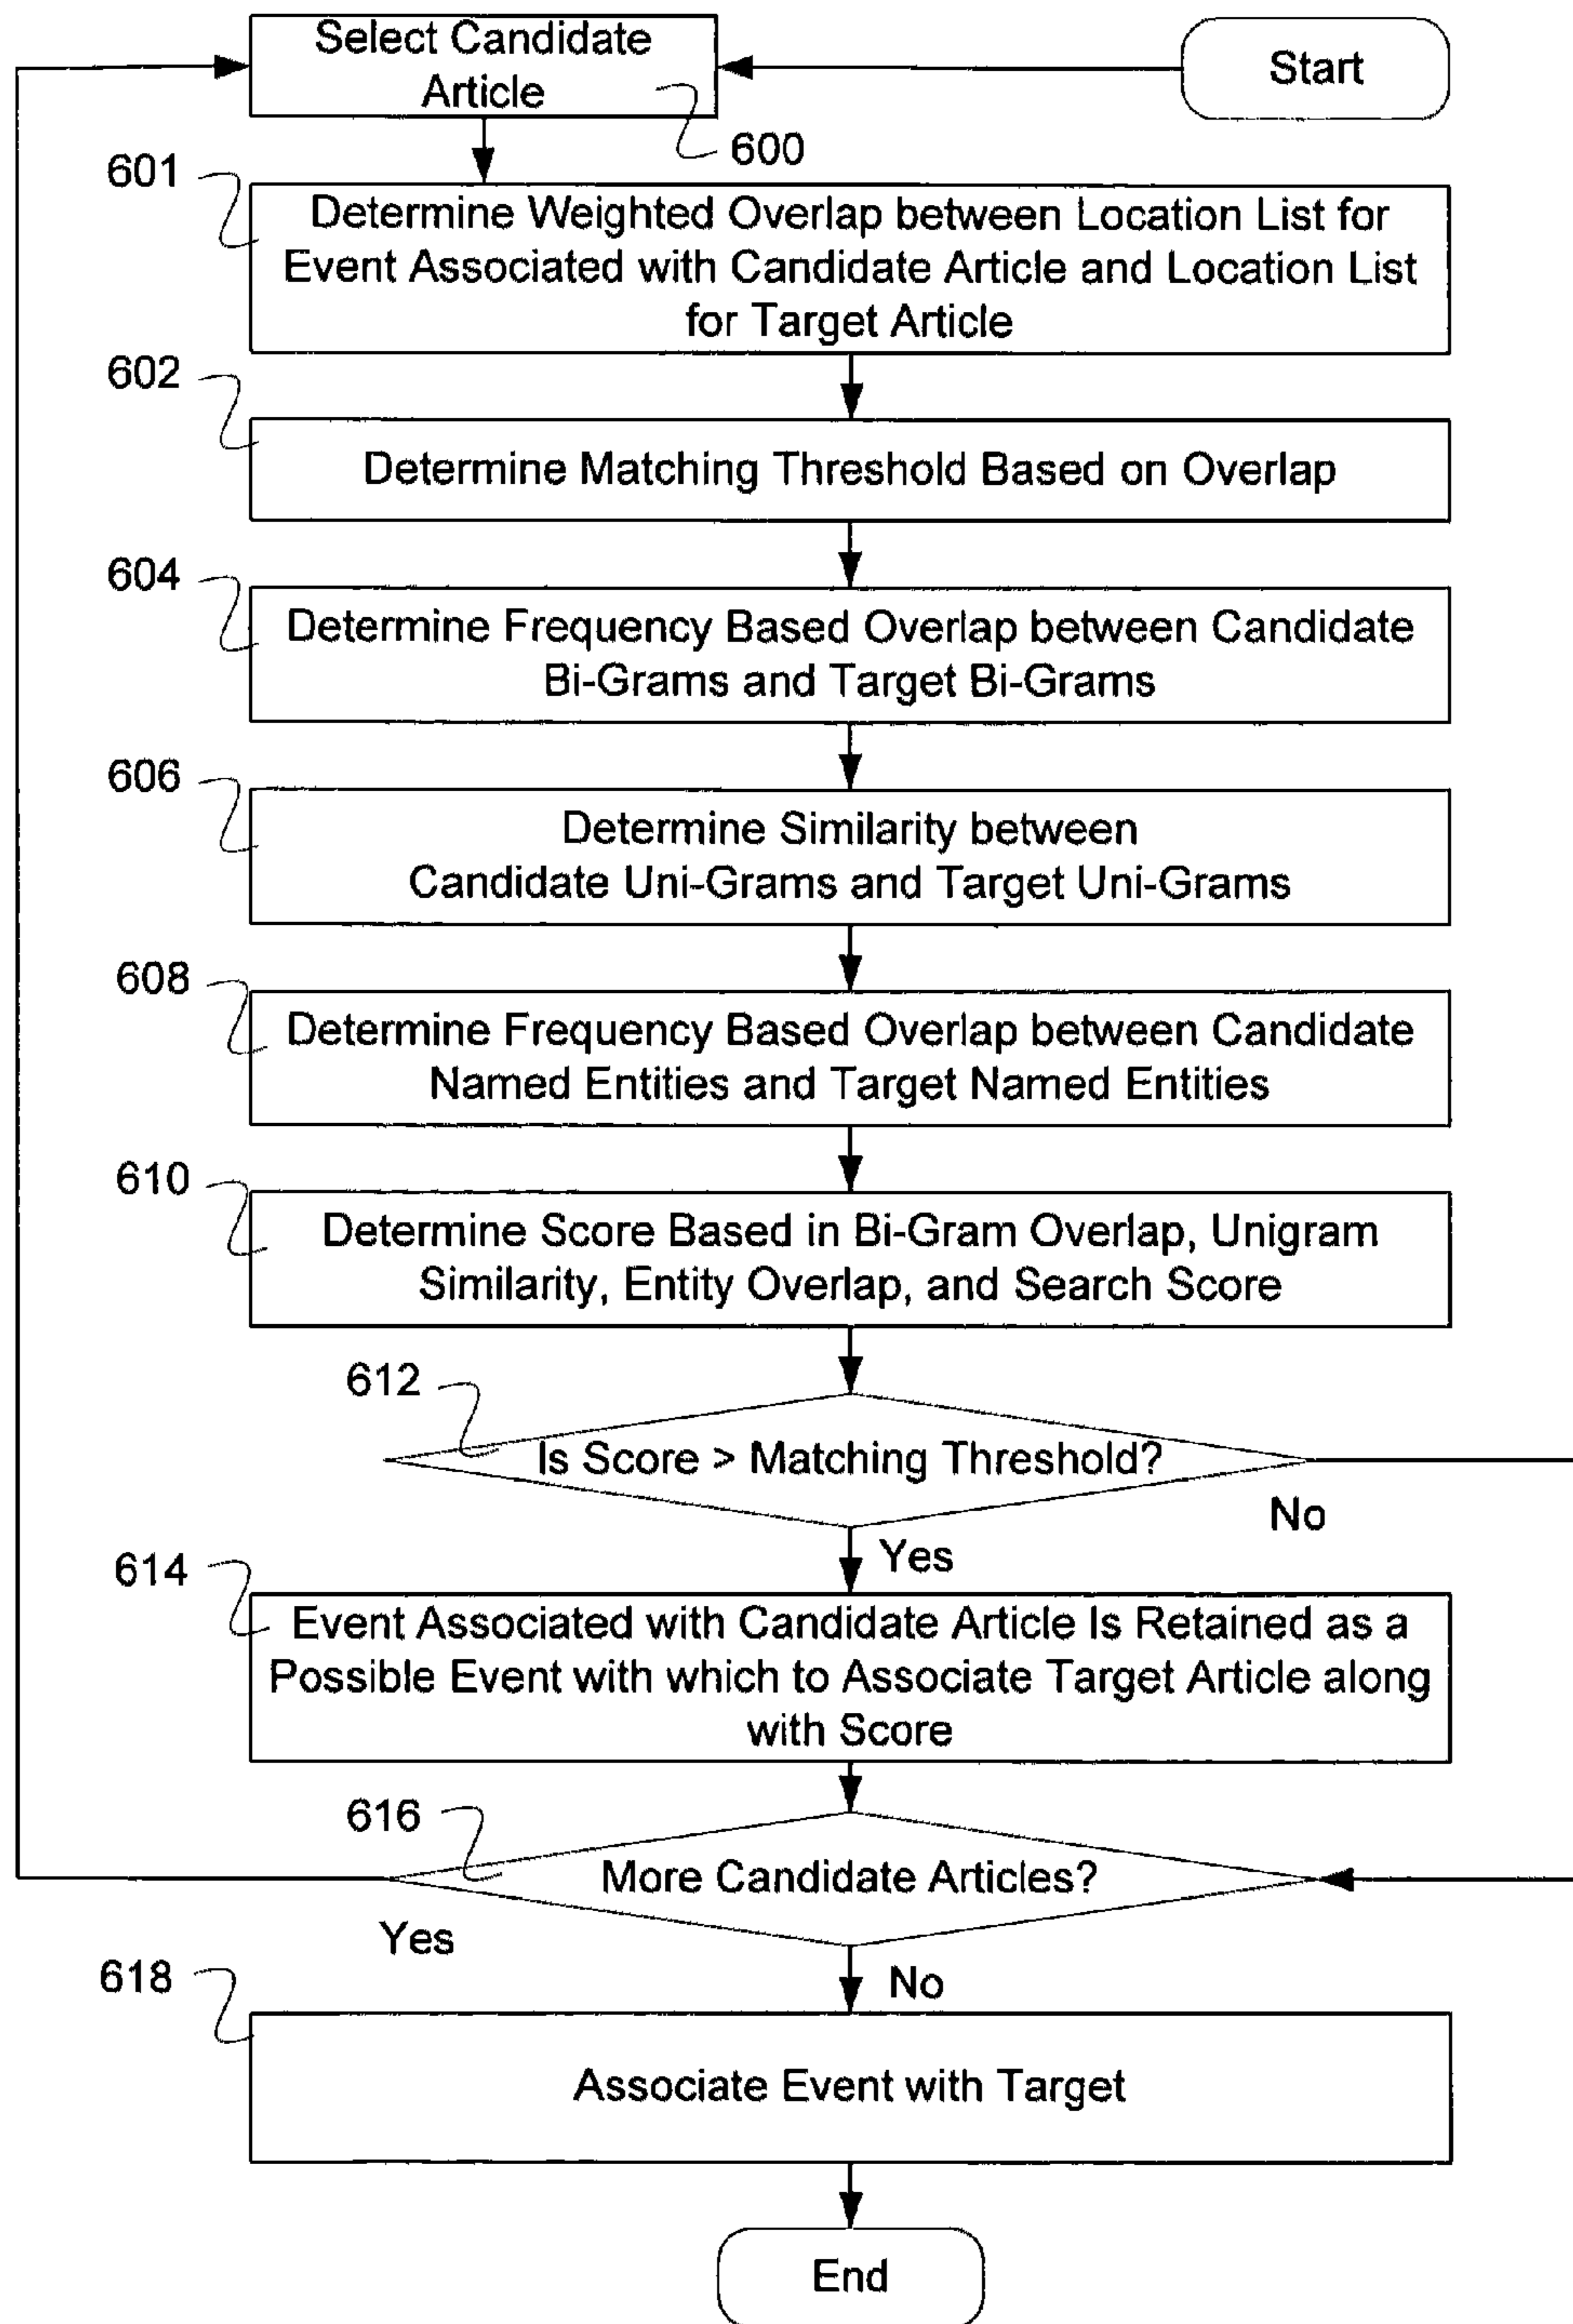 Select Candidate
Article
Start
600
601
Determine Weighted Overlap between Location List for
Event Associated with Candidate Article and Location List
for Target Article
602
Determine Matching Threshold Based on Overlap
604
Determine Frequency Based Overlap between Candidate
Bi-Grams and Target Bi-Grams
606
Determine Similarity between
Candidate Uni-Grams and Target Uni-Grams
608
Determine Frequency Based Overlap between Candidate
Named Entities and Target Named Entities
610
Determine Score Based in Bi-Gram Overlap, Unigram
Similarity, Entity Overlap, and Search Score
612
Is Score > Matching Threshold?
No
Yes
614
Event Associated with Candidate Article Is Retained as a
Possible Event with which to Associate Target Article along
with Score
616
More Candidate Articles?
Yes
No
618
Associate Event with Target
End